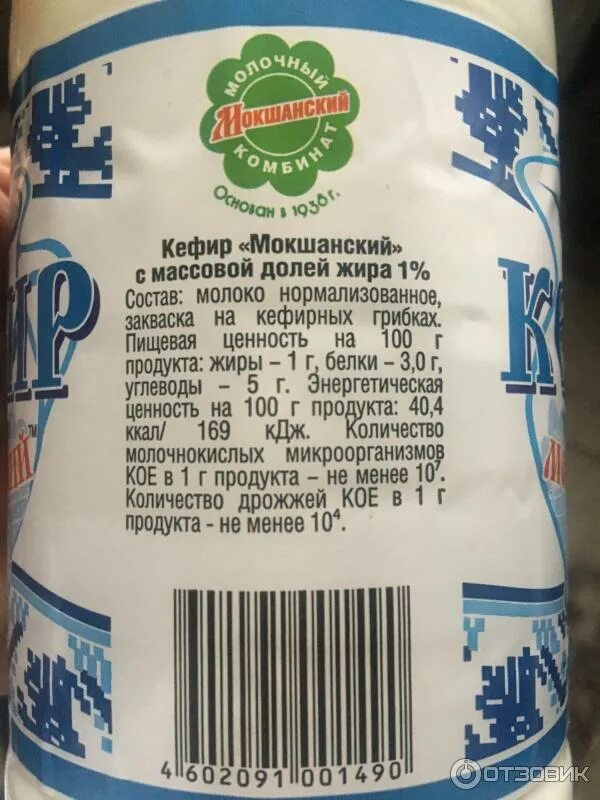 МОЛОЧНЫЙ
МОКШАНСКИЙ
КОМБИНАТ
Основан в 1938 г.
Кефир «Мокшанский»
с массовой долей жира 1%
Состав: молоко нормализованное,
закваска на кефирных грибках.
Пищевая ценность на 100 г
продукта: жиры – 1 г, белки – 3,0 г,
углеводы – 5 г. Энергетическая
ценность на 100 г продукта: 40,4
ккал/ 169 кДж. Количество
молочнокислых микроорганизмов
КОЕ в 1 г продукта – не менее 10⁷.
Количество дрожжей КОЕ в 1 г
продукта - не менее 10⁴.
4 602091 001490
ОТЗОВИК